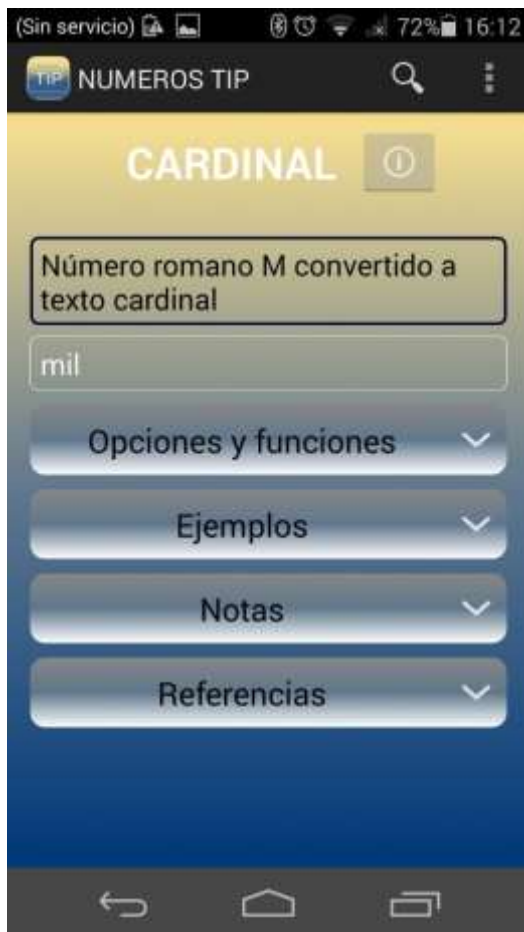 (Sin servicio) 72% 16:12
TIP NUMEROS TIP
CARDINAL
Número romano M convertido a
texto cardinal
mil
Opciones y funciones
Ejemplos
Notas
Referencias